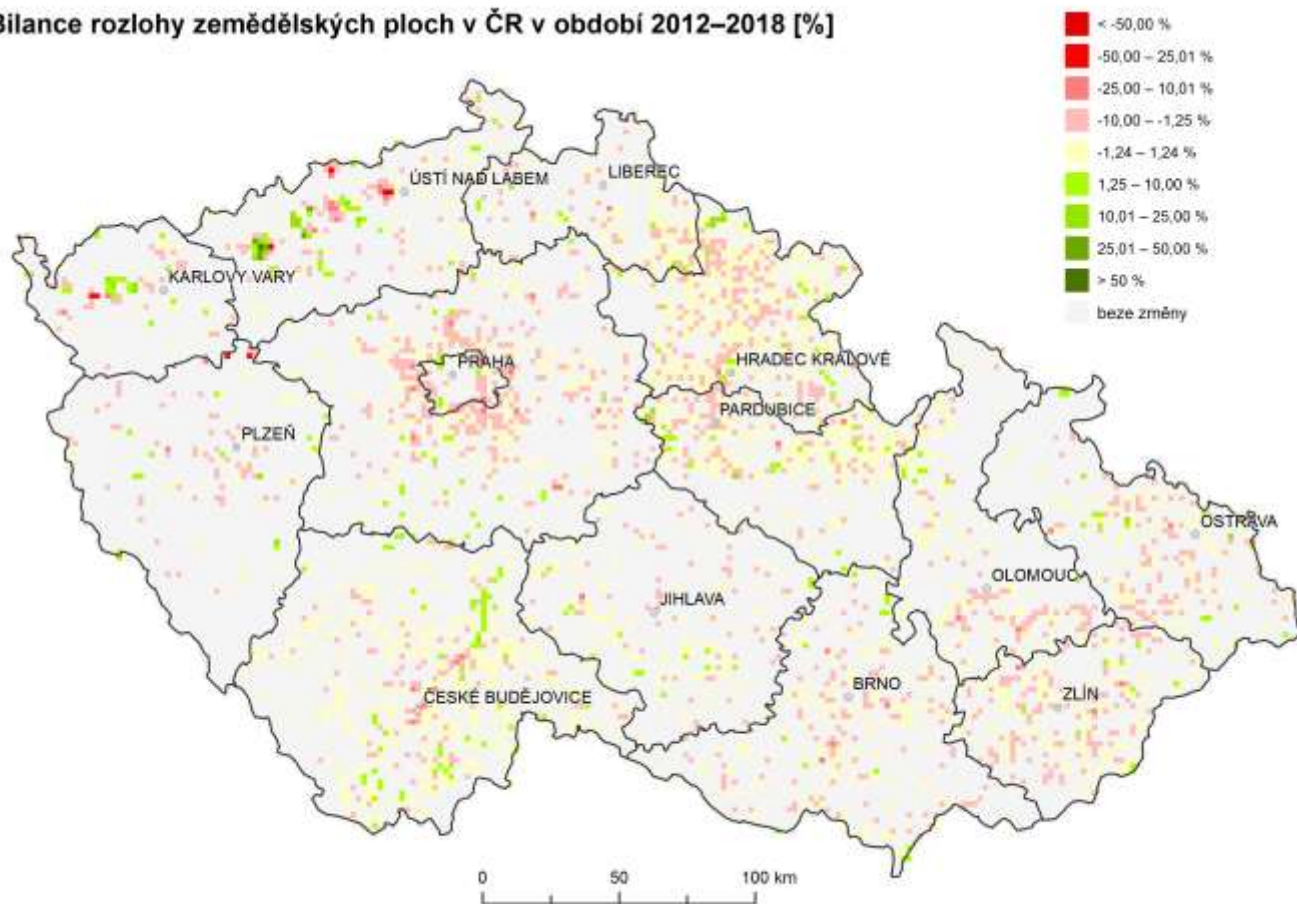 Bilance rozlohy zemědělských ploch v ČR v období 2012–2018 [%]
< -50,00 %
-50,00 – 25,01 %
-25,00 – 10,01 %
-10,00 – -1,25 %
-1,24 – 1,24 %
1,25 – 10,00 %
10,01 – 25,00 %
25,01 – 50,00 %
> 50 %
beze změny
ÚSTÍ NAD LABEM
LIBEREC
KARLOVY VARY
PRAHA
HRADEC KRÁLOVÉ
PARDUBICE
PLZEŇ
OSTRAVA
OLOMOUC
JIHLAVA
BRNO
ZLÍN
ČESKÉ BUDĚJOVICE
0 50 100 km